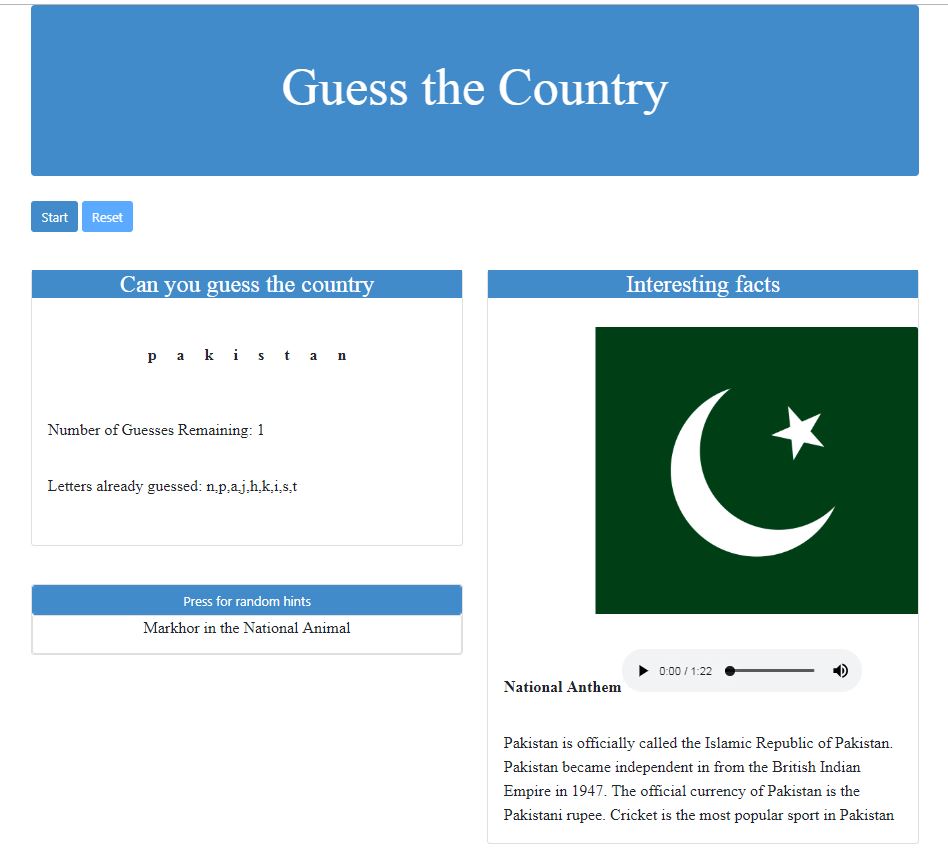 Guess the Country
Start Reset
Can you guess the country
p a k i s t a n
Number of Guesses Remaining: 1
Letters already guessed: n,p,a,j,h,k,i,s,t
Press for random hints
Markhor in the National Animal
Interesting facts
National Anthem 0:00 / 1:22
Pakistan is officially called the Islamic Republic of Pakistan.
Pakistan became independent in from the British Indian
Empire in 1947. The official currency of Pakistan is the
Pakistani rupee. Cricket is the most popular sport in Pakistan